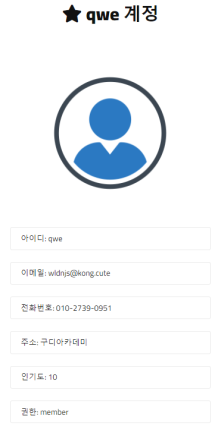 ★ qwe 계정
아이디: qwe
이메일: wldnjs@kong.cute
전화번호: 010-2739-0951
주소: 구디아카데미
인기도: 10
권한: member